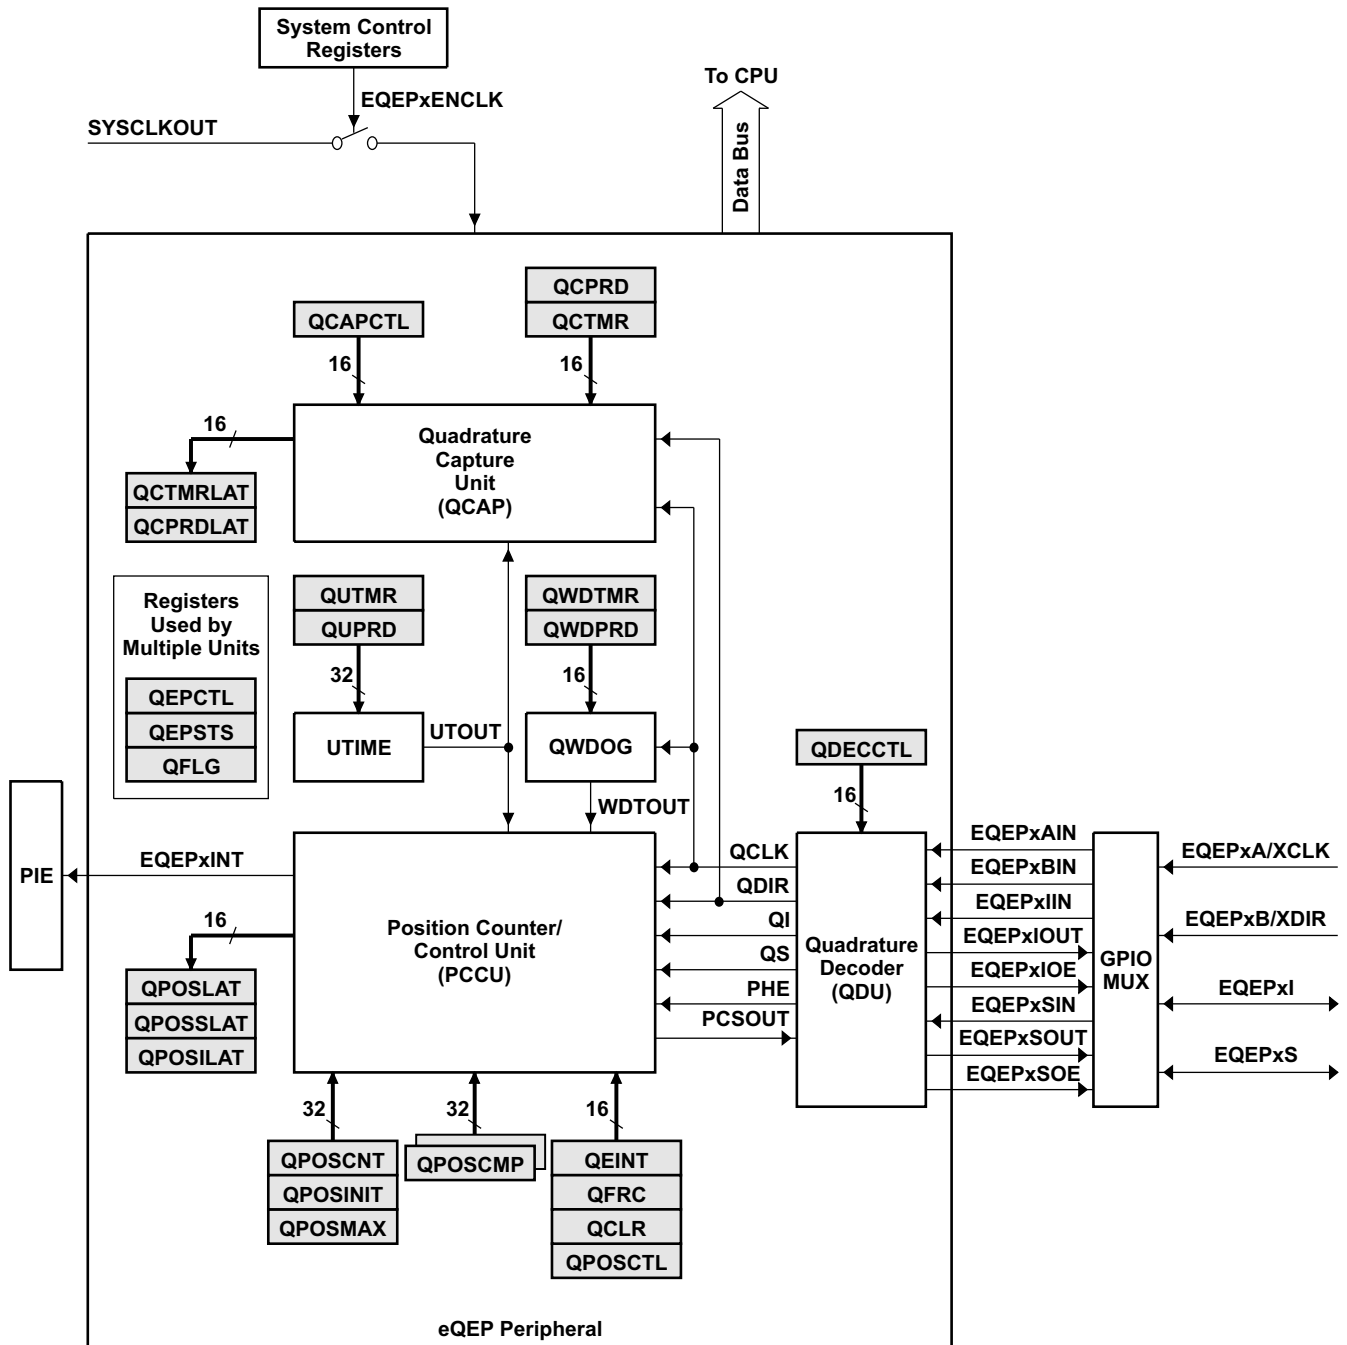 System Control
Registers
To CPU
EQEPxENCLK
SYSCLKOUT
Data Bus
QCPRD
QCAPCTL
QCTMR
16
16
16
Quadrature
Capture
Unit
(QCAP)
QCTMRLAT
QCPRDLAT
Registers
Used by
Multiple Units
QEPCTL
QEPSTS
QFLG
QUTMR
QUPRD
32
QWDTMR
QWDPRD
16
UTIME
UTOUT
QWDOG
WDTOUT
QDECCTL
16
PIE
EQEPxINT
16
QPOSLAT
QPOSSLAT
QPOSILAT
Position Counter/
Control Unit
(PCCU)
QCLK
QDIR
QI
QS
PHE
PCSOUT
Quadrature
Decoder
(QDU)
EQEPxAIN
EQEPxBIN
EQEPxIIN
EQEPxIOUT
EQEPxIOE
EQEPxSIN
EQEPxSOUT
EQEPxSOE
GPIO
MUX
EQEPxA/XCLK
EQEPxB/XDIR
EQEPxI
EQEPxS
32
32
16
QPOSCNT
QPOSINIT
QPOSMAX
QPOSCMP
QEINT
QFRC
QCLR
QPOSCTL
eQEP Peripheral